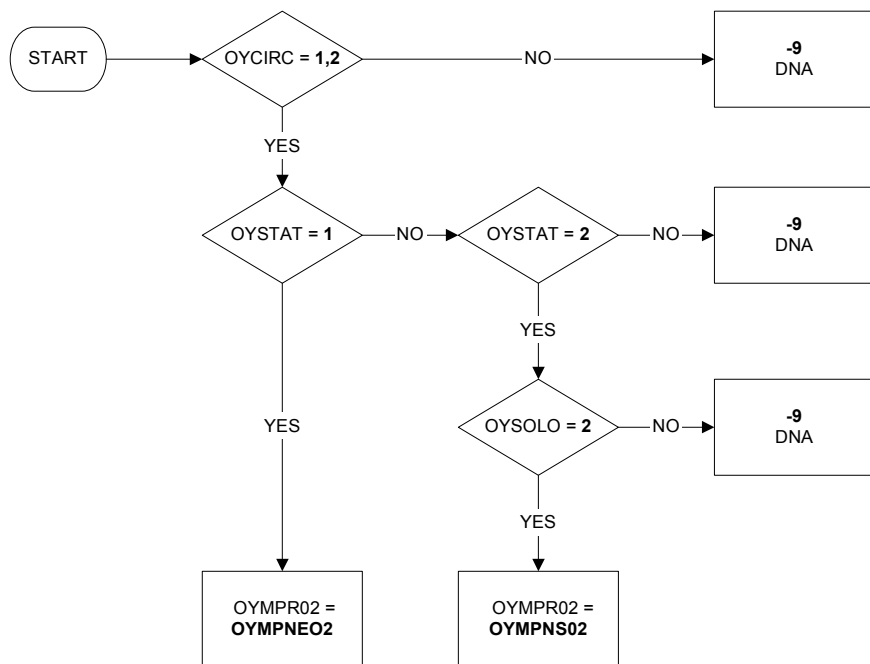 START
OYCIRC = 1,2
NO
-9
DNA
YES
OYSTAT = 1
NO
OYSTAT = 2
NO
-9
DNA
YES
YES
OYSOLO = 2
NO
-9
DNA
YES
OYMPR02 =
OYMPNEO2
OYMPR02 =
OYMPNS02